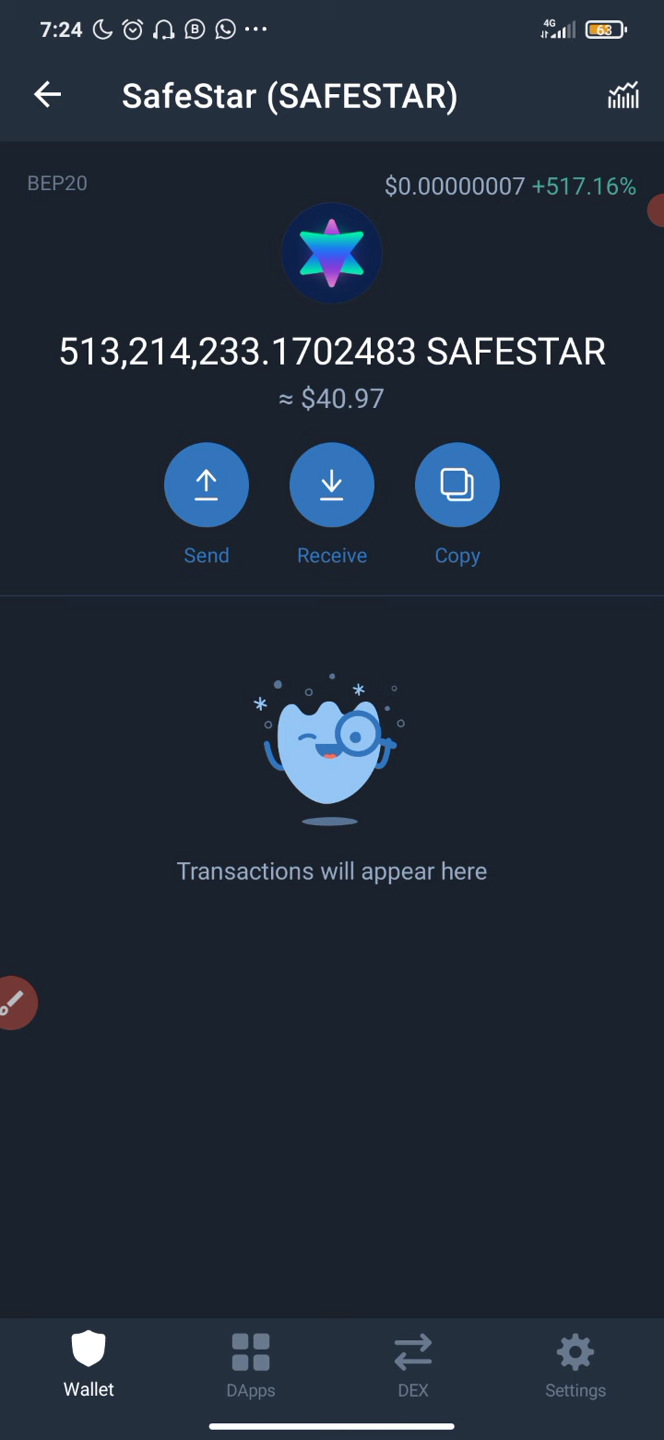 7:24 B 4G 63
SafeStar (SAFESTAR)
BEP20 $0.00000007 +517.16%
513,214,233.1702483 SAFESTAR
≈ $40.97
Send Receive Copy
Transactions will appear here
Wallet DApps DEX Settings